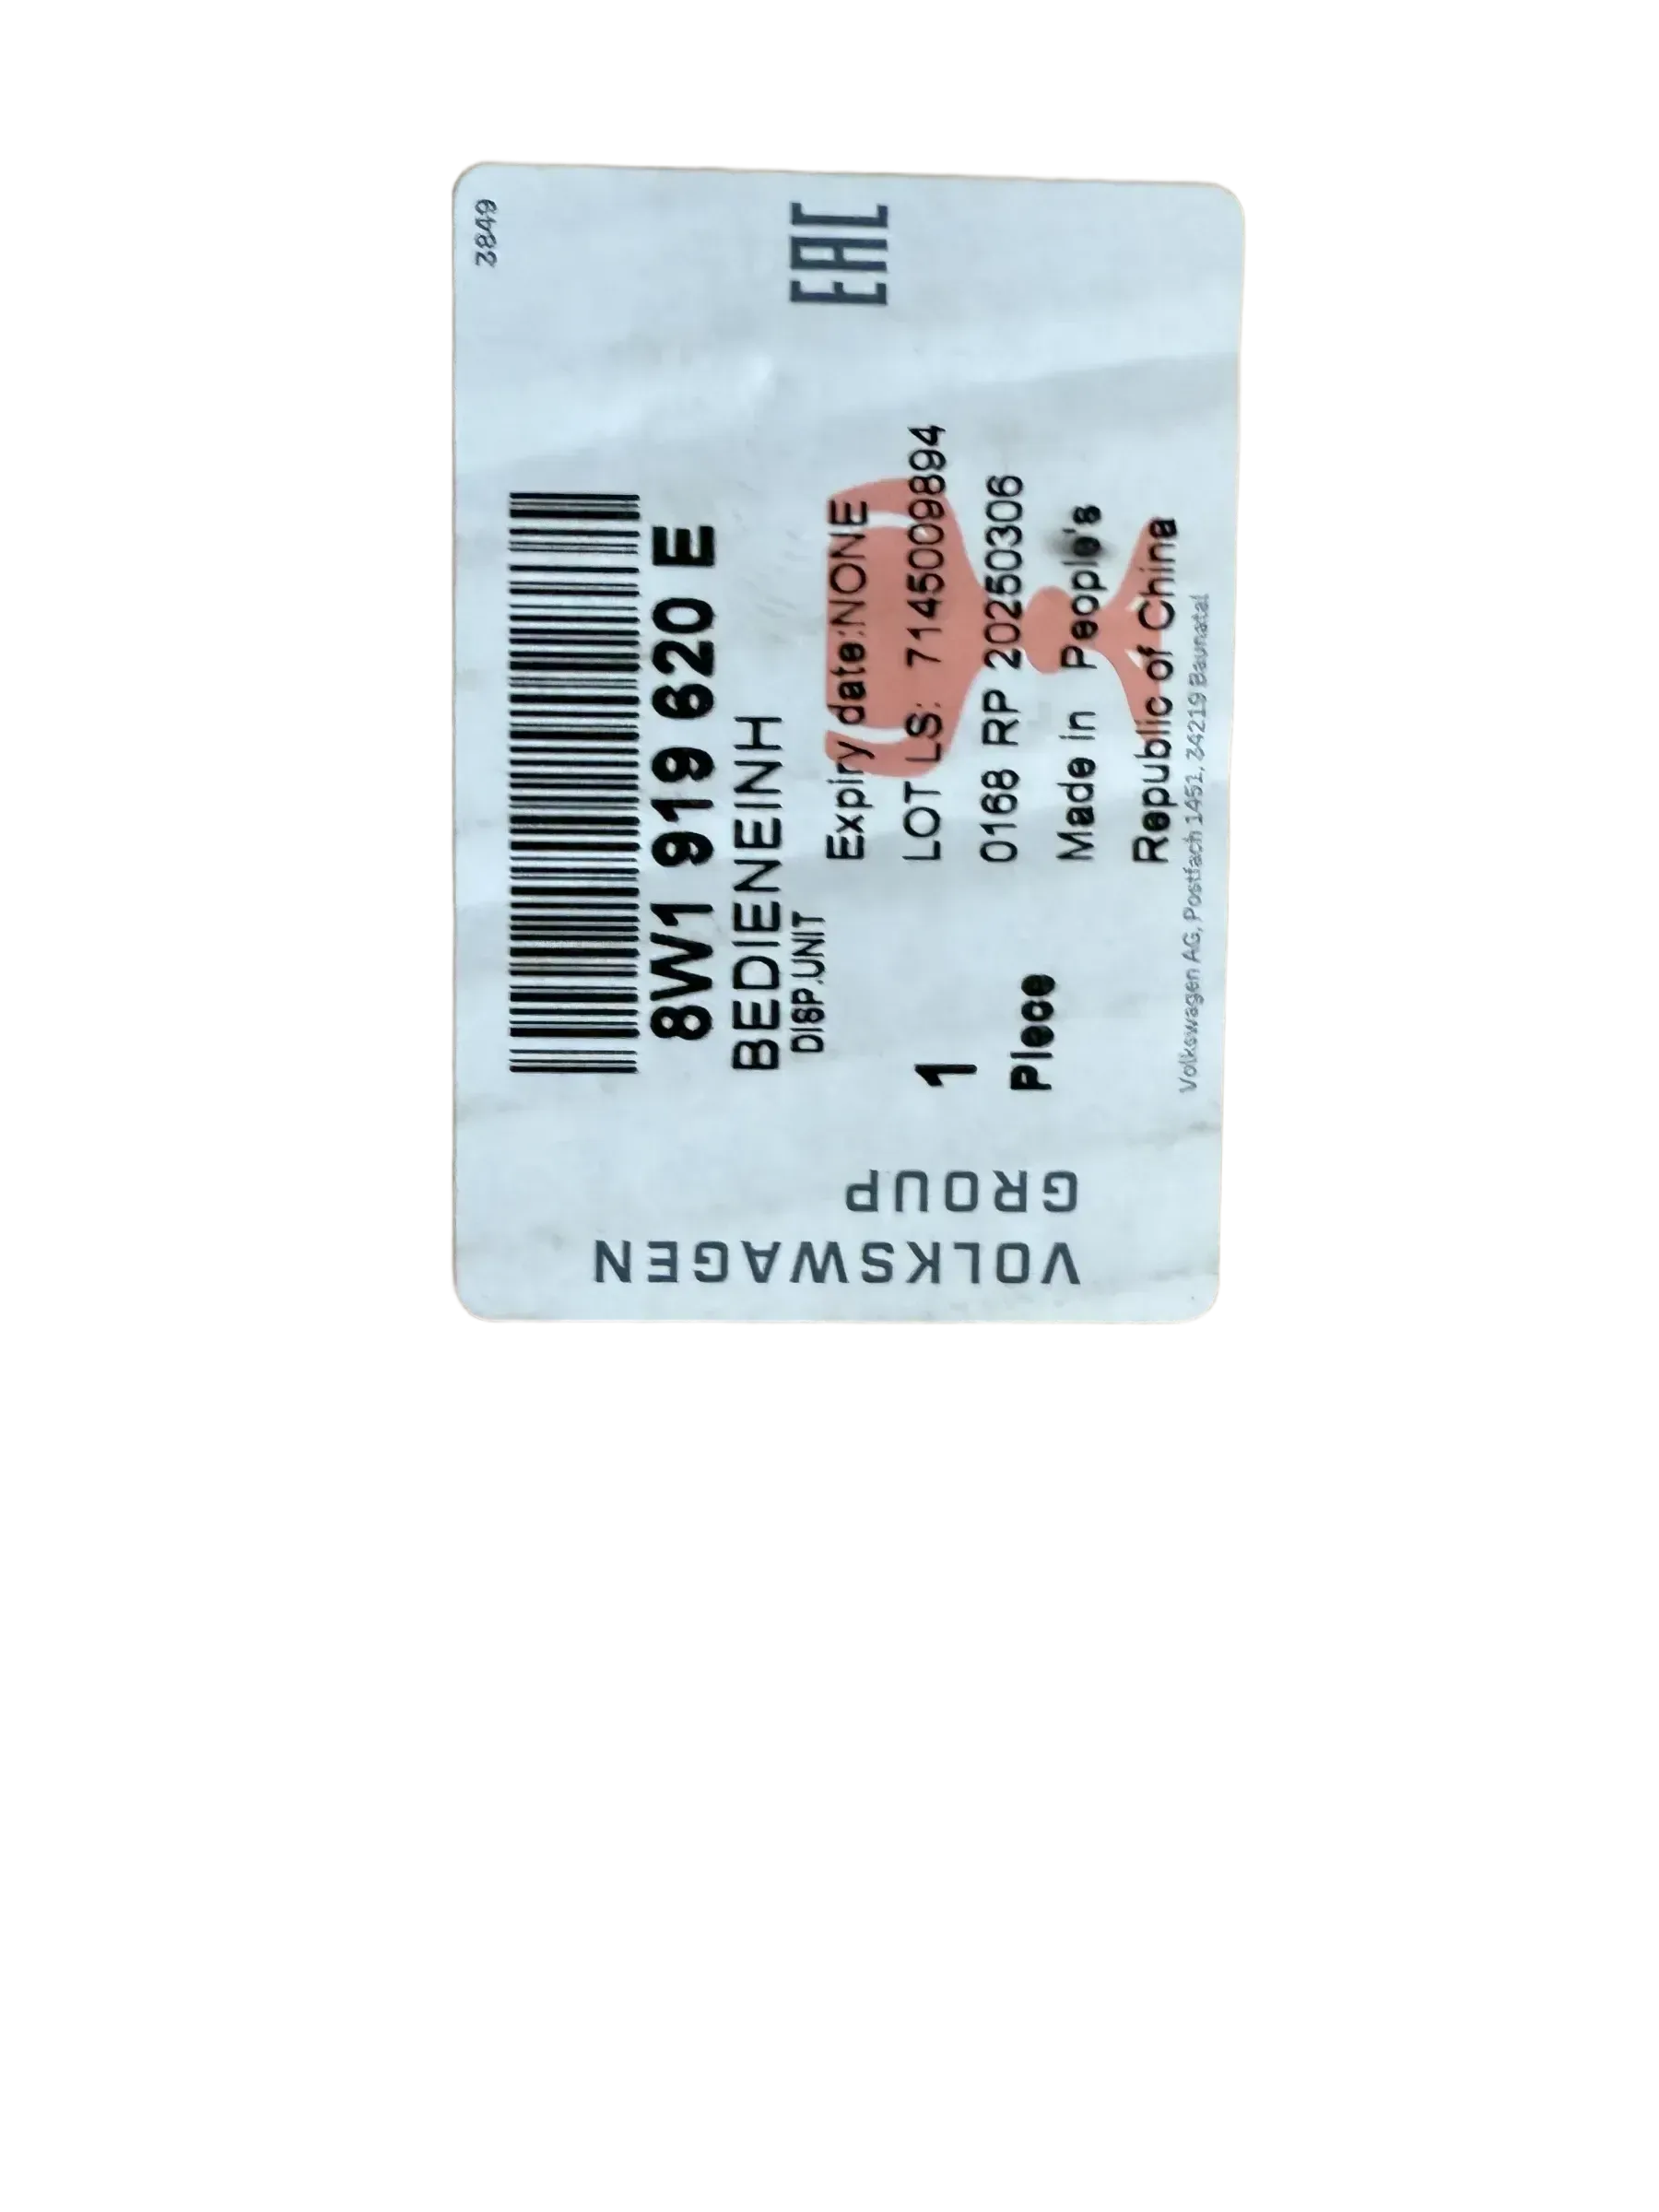 3849
8W1 919 620 E
BEDIENEINH
DISP.UNIT
EAC
Expiry date:NONE
LOT LS: 7145009894
0168 RP 20250306
Made in People's
Republic of China
1
Piece
Volkswagen AG, Postfach 1451, 34219 Baunatal
VOLKSWAGEN
GROUP